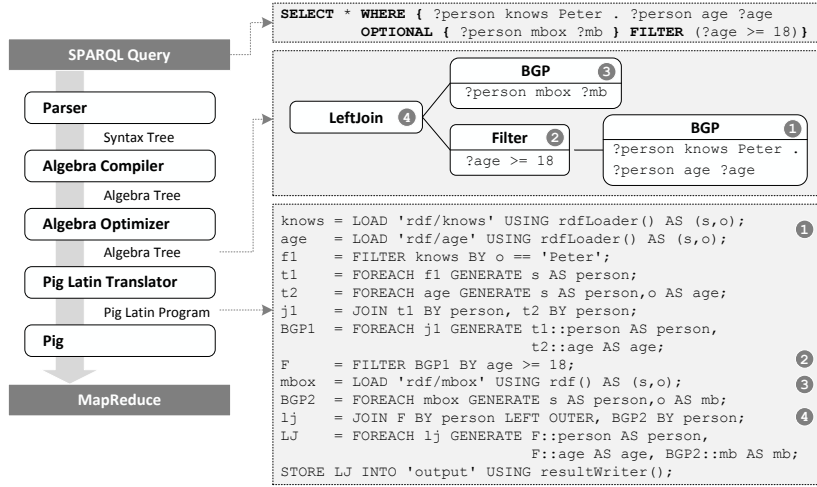 SELECT * WHERE { ?person knows Peter . ?person age ?age
OPTIONAL { ?person mbox ?mb } FILTER (?age >= 18)}
SPARQL Query
Parser
Syntax Tree
Algebra Compiler
Algebra Tree
Algebra Optimizer
Algebra Tree
Pig Latin Translator
Pig Latin Program
Pig
MapReduce
BGP 3
?person mbox ?mb
LeftJoin 4
Filter 2
?age >= 18
BGP 1
?person knows Peter .
?person age ?age
knows = LOAD 'rdf/knows' USING rdfLoader() AS (s,o); 1
age = LOAD 'rdf/age' USING rdfLoader() AS (s,o);
f1 = FILTER knows BY o == 'Peter';
t1 = FOREACH f1 GENERATE s AS person;
t2 = FOREACH age GENERATE s AS person,o AS age;
j1 = JOIN t1 BY person, t2 BY person;
BGP1 = FOREACH j1 GENERATE t1::person AS person,
t2::age AS age;
F = FILTER BGP1 BY age >= 18; 2
mbox = LOAD 'rdf/mbox' USING rdf() AS (s,o); 3
BGP2 = FOREACH mbox GENERATE s AS person,o AS mb;
lj = JOIN F BY person LEFT OUTER, BGP2 BY person; 4
LJ = FOREACH lj GENERATE F::person AS person,
F::age AS age, BGP2::mb AS mb;
STORE LJ INTO 'output' USING resultWriter();